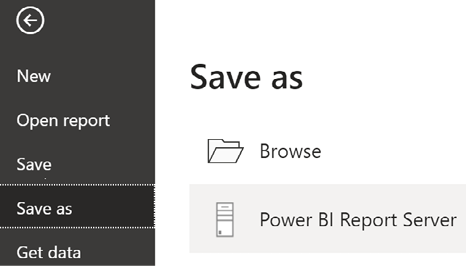 New
Open report
Save
Save as
Get data
Save as
Browse
Power BI Report Server